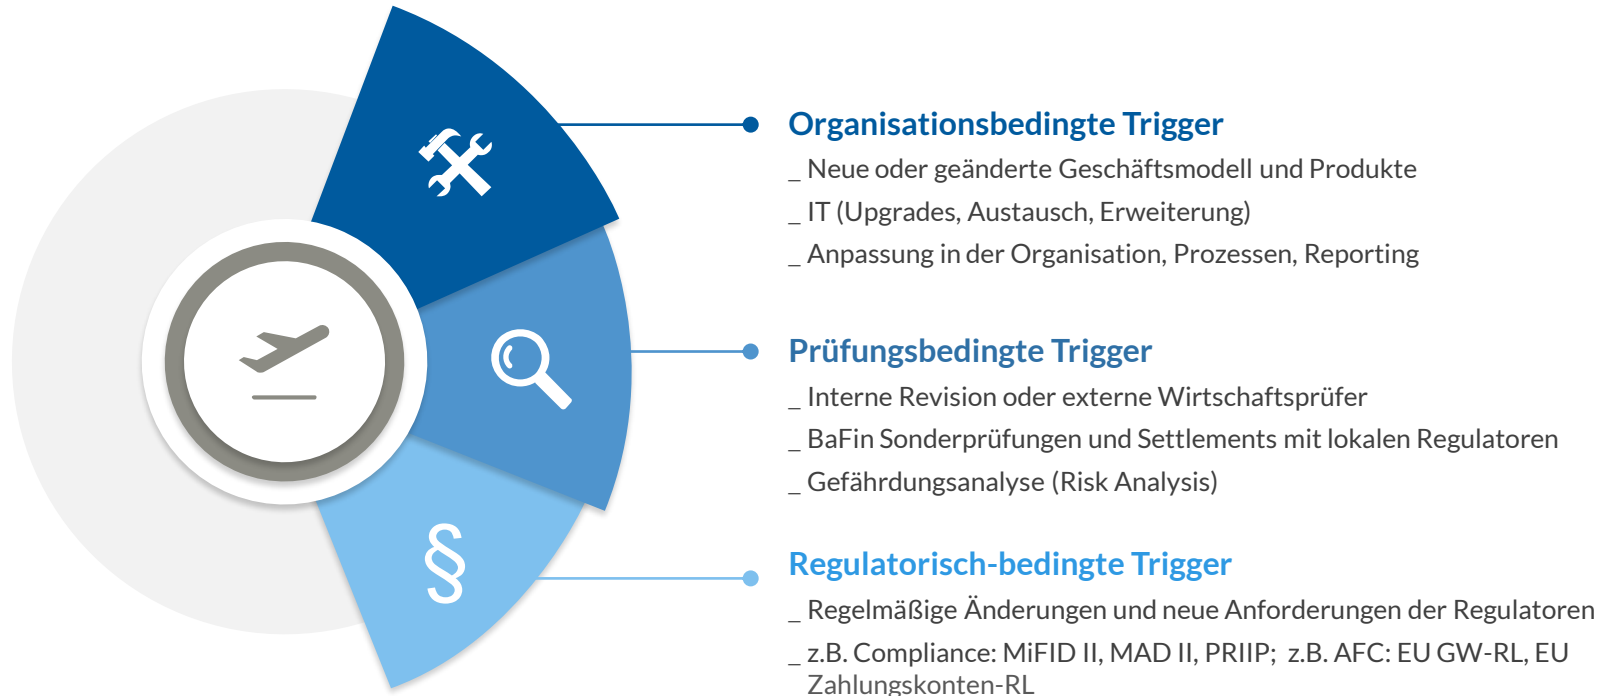 Organisationsbedingte Trigger
_ Neue oder geänderte Geschäftsmodell und Produkte
_ IT (Upgrades, Austausch, Erweiterung)
_ Anpassung in der Organisation, Prozessen, Reporting
Prüfungsbedingte Trigger
_ Interne Revision oder externe Wirtschaftsprüfer
_ BaFin Sonderprüfungen und Settlements mit lokalen Regulatoren
_ Gefährdungsanalyse (Risk Analysis)
§
Regulatorisch-bedingte Trigger
_ Regelmäßige Änderungen und neue Anforderungen der Regulatoren
_ z.B. Compliance: MiFID II, MAD II, PRIIP; z.B. AFC: EU GW-RL, EU
Zahlungskonten-RL